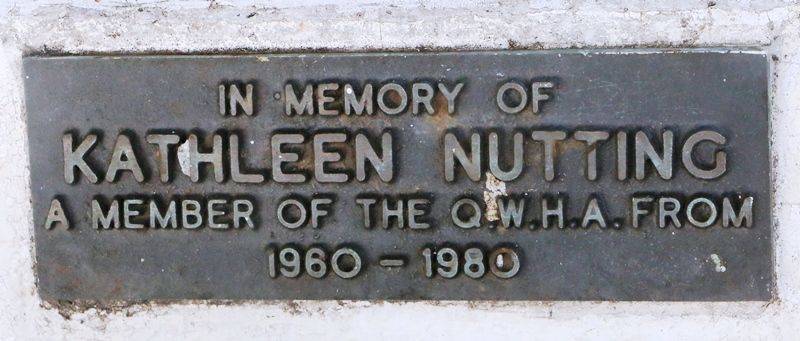 IN MEMORY OF
KATHLEEN NUTTING
A MEMBER OF THE Q.W.H.A. FROM
1960 - 1980